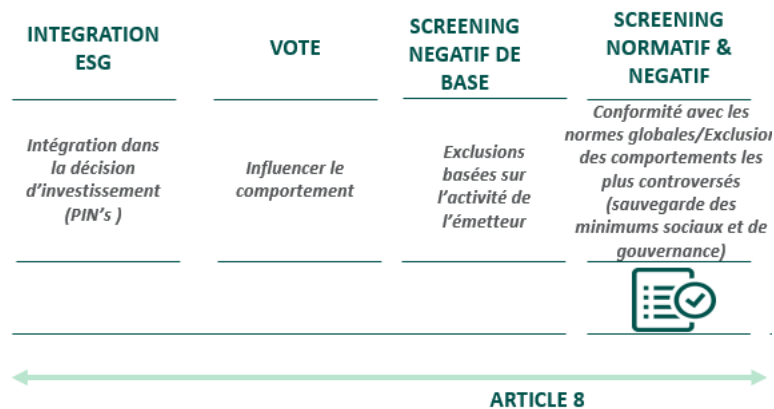 INTEGRATION
ESG
VOTE
SCREENING
NEGATIF DE
BASE
SCREENING
NORMATIF &
NEGATIF
Intégration dans
la décision
d'investissement
(PIN's )
Influencer le
comportement
Exclusions
basées sur
l'activité de
l'émetteur
Conformité avec les
normes globales/Exclusion
des comportements les
plus controversés
(sauvegarde des
minimums sociaux et de
gouvernance)
ARTICLE 8